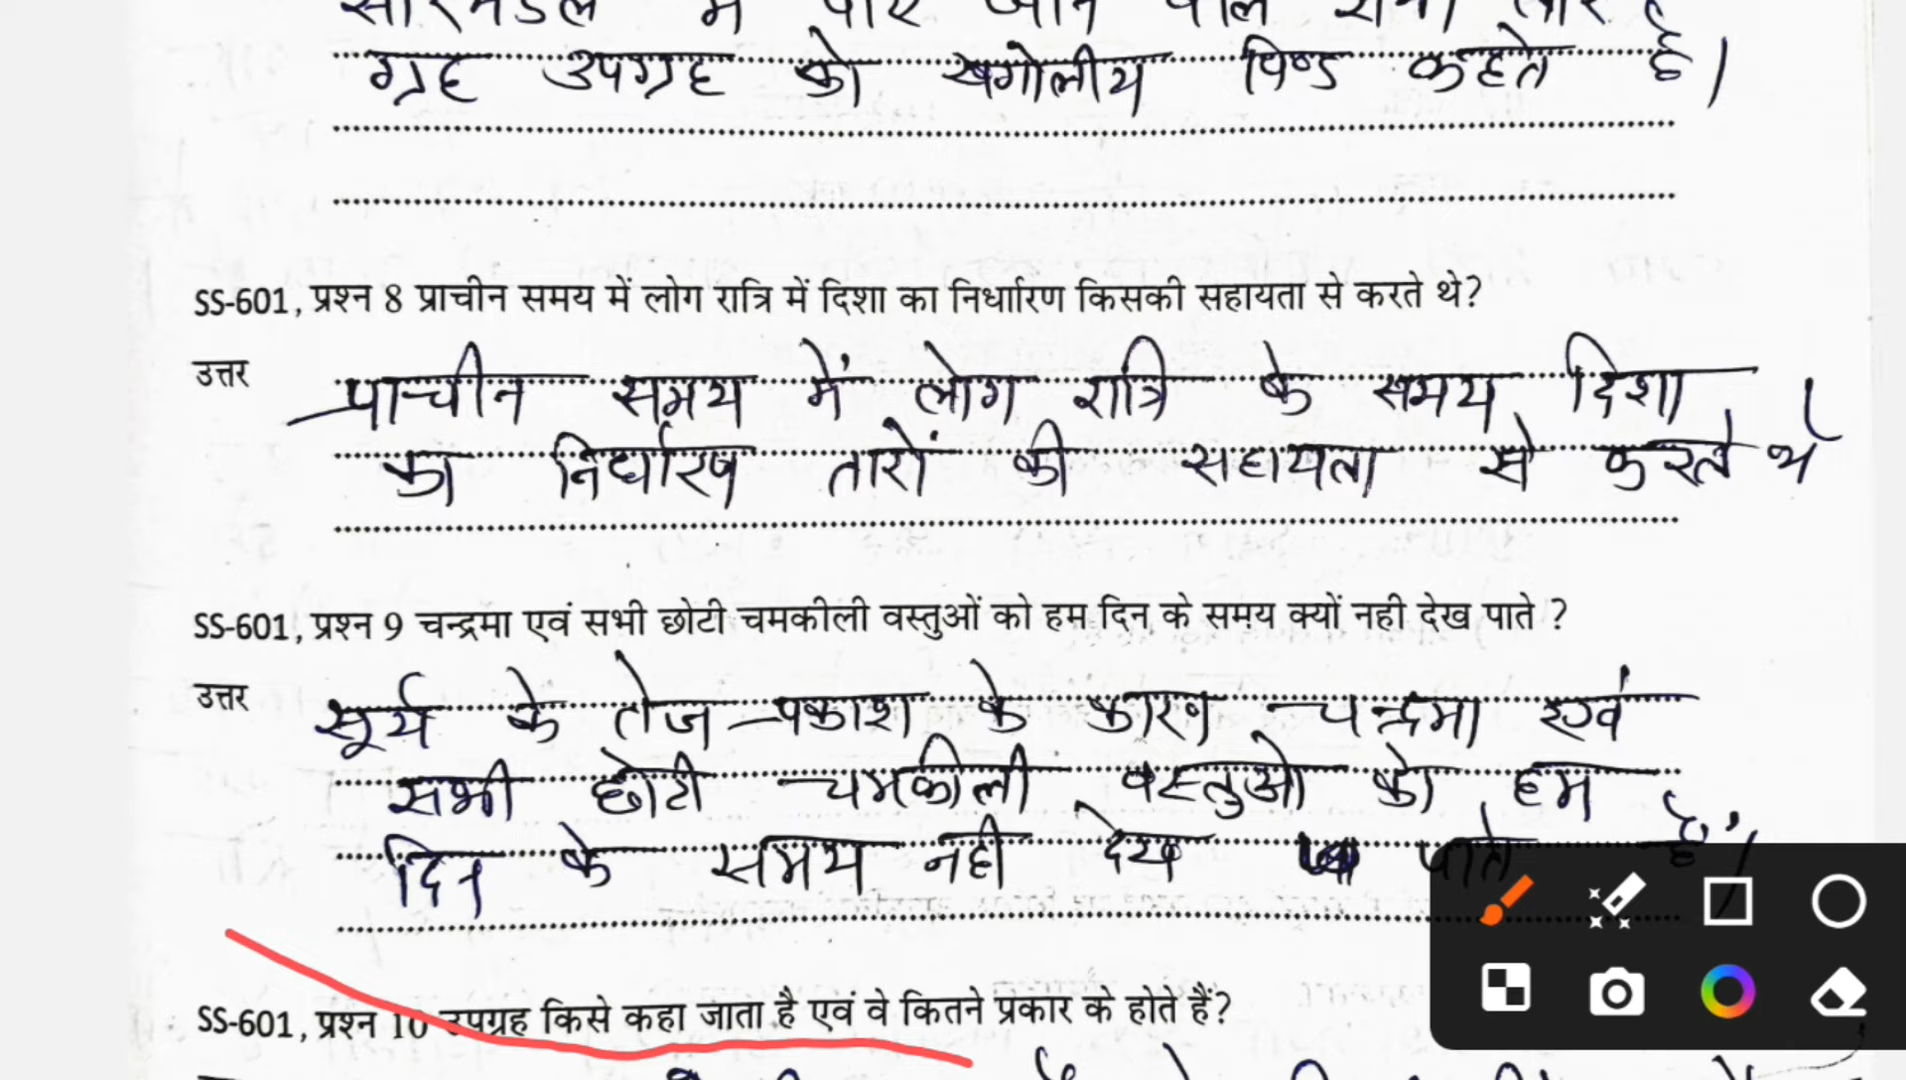 ग्रह उपग्रह को खगोलीय पिण्ड कहते है।
SS-601, प्रश्न 8 प्राचीन समय में लोग रात्रि में दिशा का निर्धारिण किसकी सहायता से करते थे?
उत्तर प्राचीन समय में लोग रात्रि के समय दिशा
का निर्धारण तारों की सहायता से करते थे।
SS-601, प्रश्न 9 चन्द्रमा एवं सभी छोटी चमकीली वस्तुओं को हम दिन के समय क्यों नही देख पाते ?
उत्तर सूर्य के तेज प्रकाश के कारण चन्द्रमा एवं
सभी छोटी चमकीली वस्तुओ को हम
दिन के समय नही देख पाते है।
SS-601, प्रश्न 10 उपग्रह किसे कहा जाता है एवं वे कितने प्रकार के होते हैं?